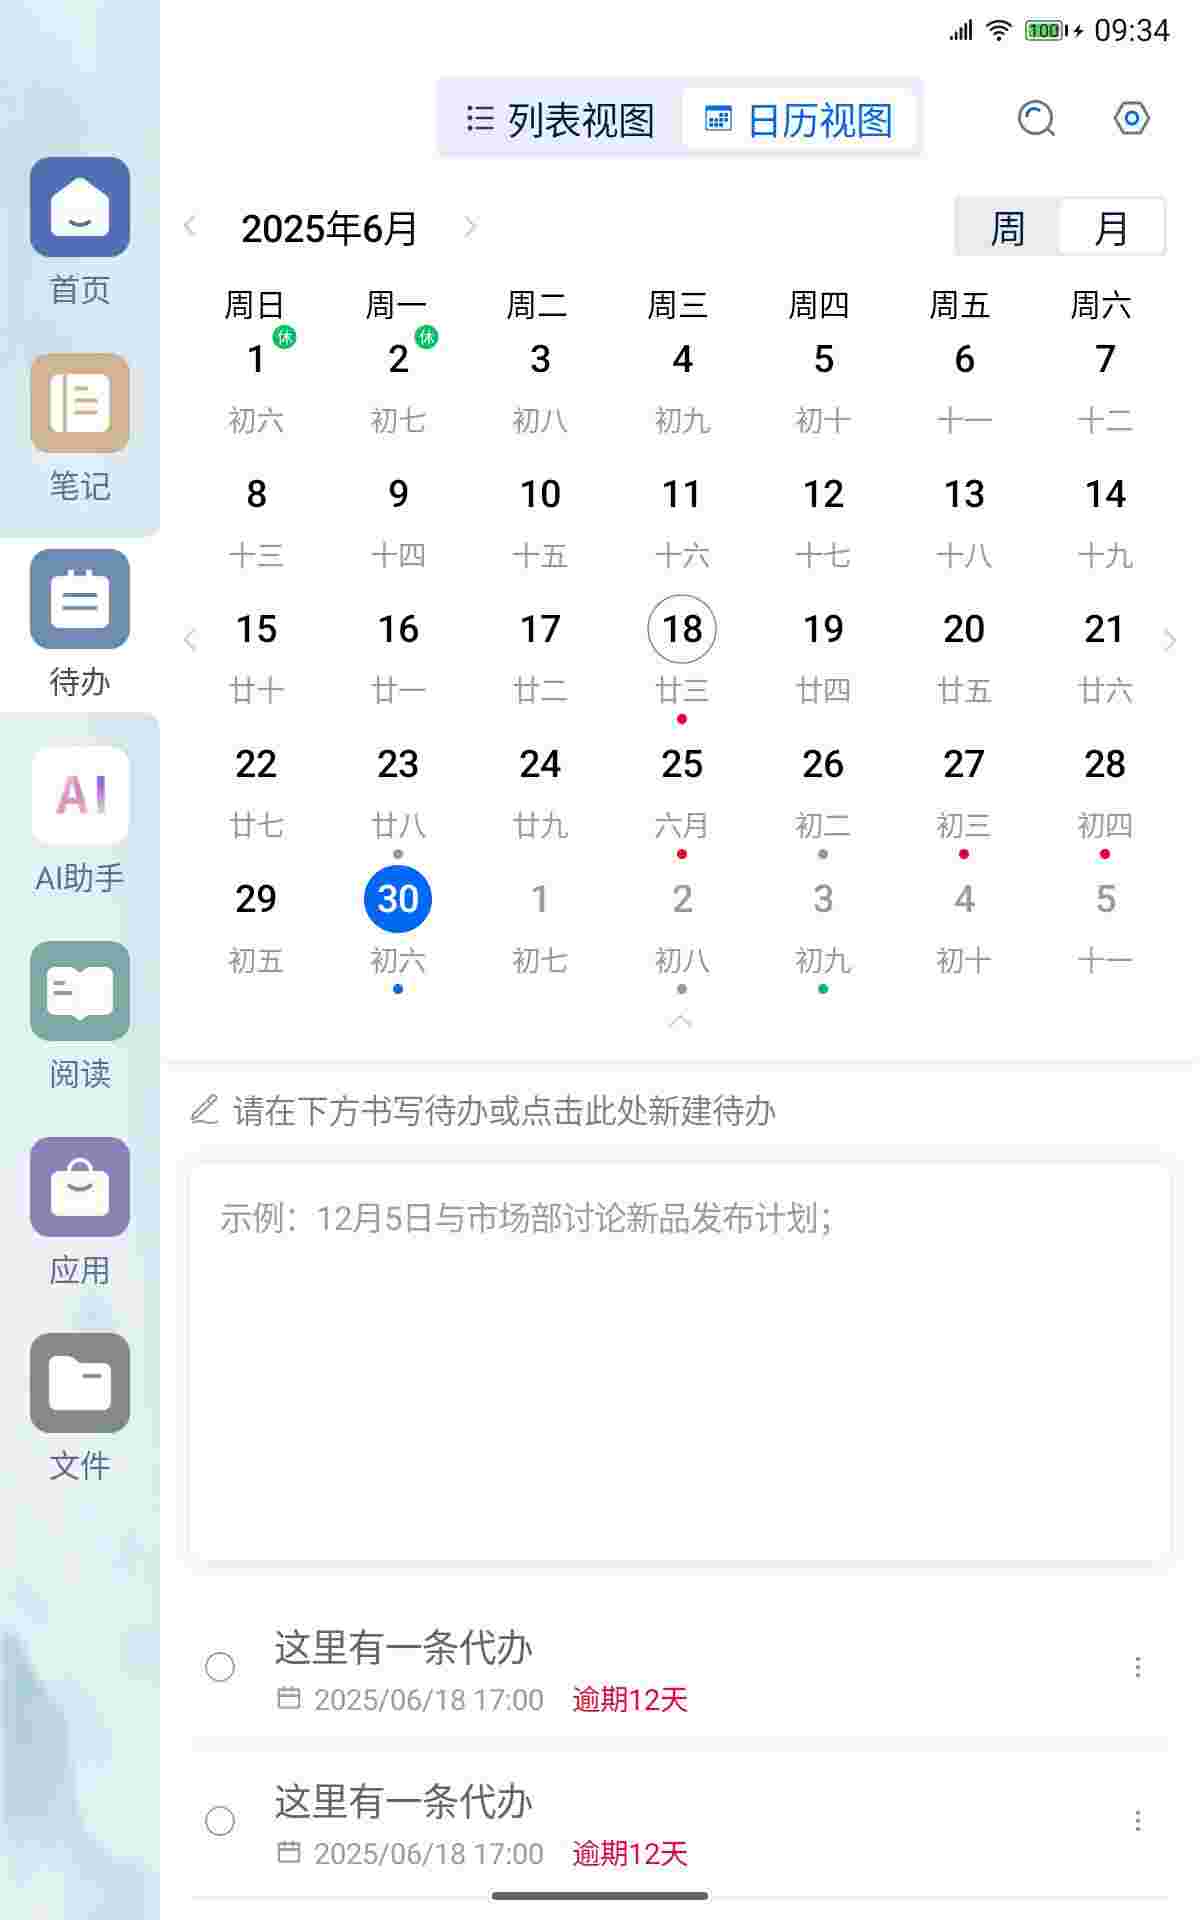 100 09:34
列表视图 日历视图
2025年6月 周 月
周日 周一 周二 周三 周四 周五 周六
休 休
1 2 3 4 5 6 7
初六 初七 初八 初九 初十 十一 十二
8 9 10 11 12 13 14
十三 十四 十五 十六 十七 十八 十九
15 16 17 18 19 20 21
廿十 廿一 廿二 廿三 廿四 廿五 廿六
22 23 24 25 26 27 28
廿七 廿八 廿九 六月 初二 初三 初四
29 30 1 2 3 4 5
初五 初六 初七 初八 初九 初十 十一
首页
笔记
待办
AI
AI助手
阅读
应用
文件
请在下方书写待办或点击此处新建待办
示例：12月5日与市场部讨论新品发布计划；
这里有一条代办
2025/06/18 17:00 逾期12天
这里有一条代办
2025/06/18 17:00 逾期12天